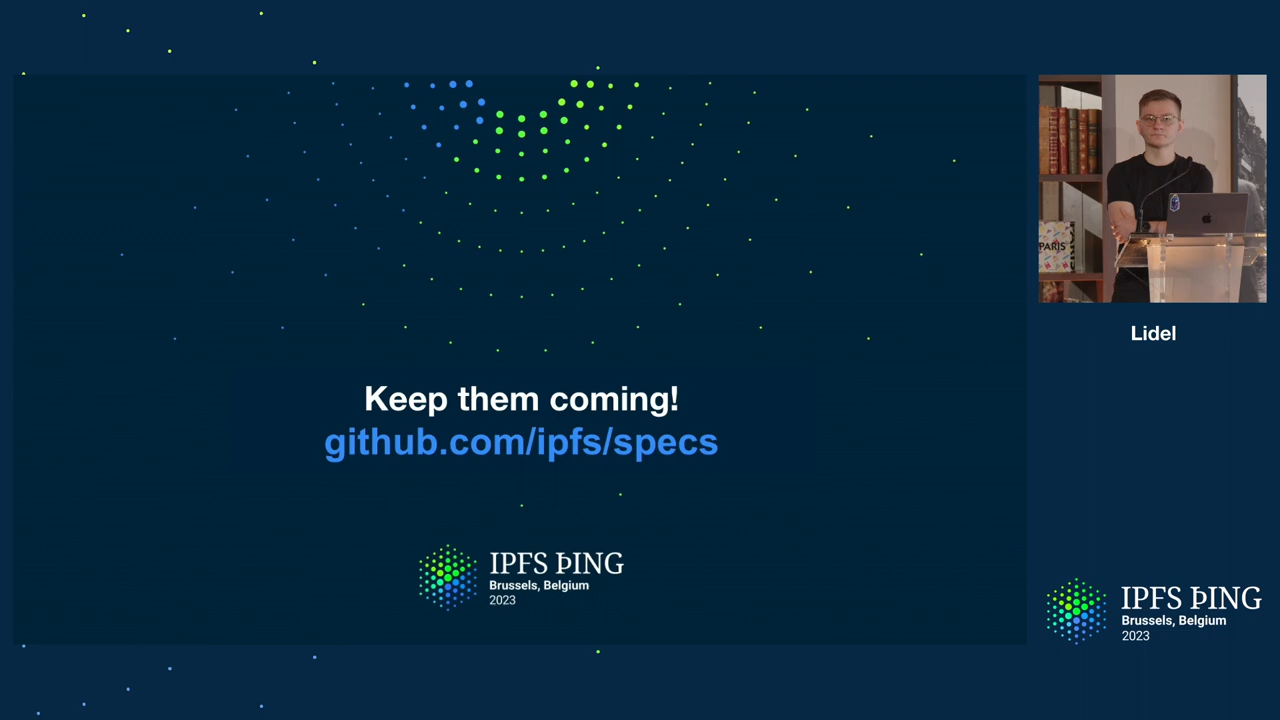 Keep them coming!
github.com/ipfs/specs
IPFS ÞING
Brussels, Belgium
2023
PARIS
Lidel
IPFS ÞING
Brussels, Belgium
2023